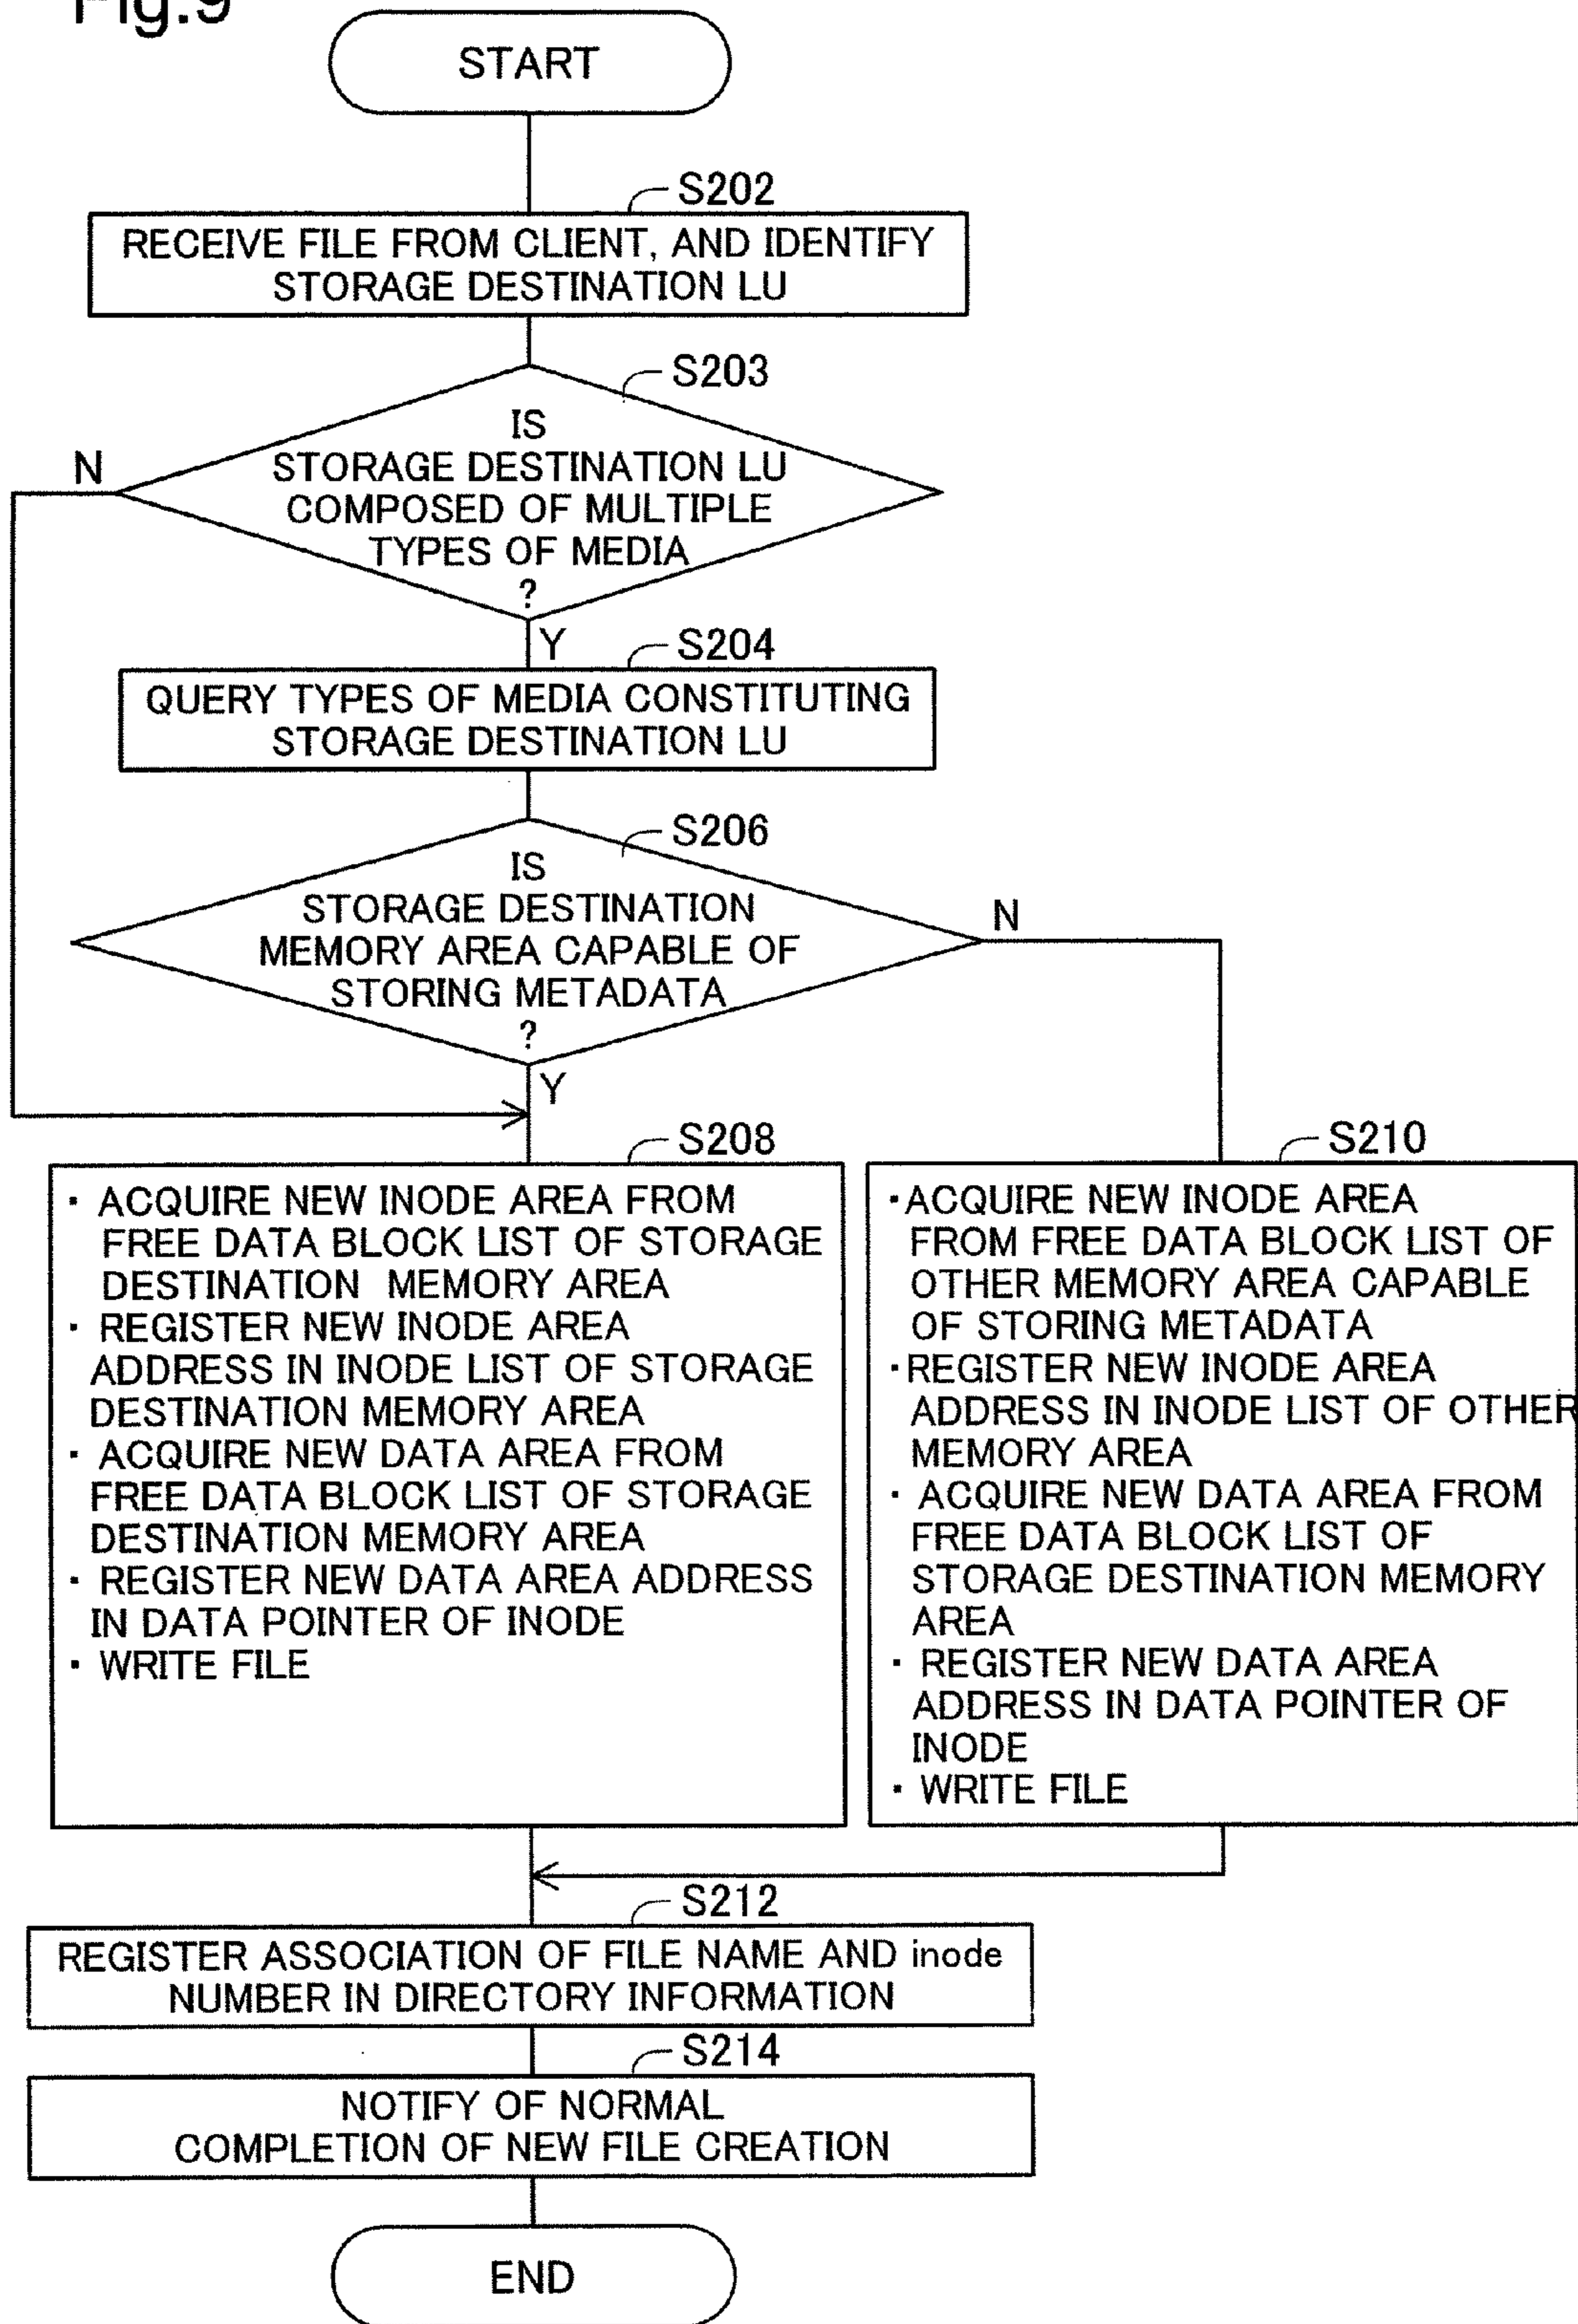 Fig.9
START
S202
RECEIVE FILE FROM CLIENT, AND IDENTIFY
STORAGE DESTINATION LU
S203
IS
STORAGE DESTINATION LU
COMPOSED OF MULTIPLE
TYPES OF MEDIA
?
N
Y
S204
QUERY TYPES OF MEDIA CONSTITUTING
STORAGE DESTINATION LU
S206
IS
STORAGE DESTINATION
MEMORY AREA CAPABLE OF
STORING METADATA
?
N
Y
S208
· ACQUIRE NEW INODE AREA FROM
FREE DATA BLOCK LIST OF STORAGE
DESTINATION MEMORY AREA
· REGISTER NEW INODE AREA
ADDRESS IN INODE LIST OF STORAGE
DESTINATION MEMORY AREA
· ACQUIRE NEW DATA AREA FROM
FREE DATA BLOCK LIST OF STORAGE
DESTINATION MEMORY AREA
· REGISTER NEW DATA AREA ADDRESS
IN DATA POINTER OF INODE
· WRITE FILE
S210
·ACQUIRE NEW INODE AREA
FROM FREE DATA BLOCK LIST OF
OTHER MEMORY AREA CAPABLE
OF STORING METADATA
·REGISTER NEW INODE AREA
ADDRESS IN INODE LIST OF OTHER
MEMORY AREA
· ACQUIRE NEW DATA AREA FROM
FREE DATA BLOCK LIST OF
STORAGE DESTINATION MEMORY
AREA
· REGISTER NEW DATA AREA
ADDRESS IN DATA POINTER OF
INODE
· WRITE FILE
S212
REGISTER ASSOCIATION OF FILE NAME AND inode
NUMBER IN DIRECTORY INFORMATION
S214
NOTIFY OF NORMAL
COMPLETION OF NEW FILE CREATION
END